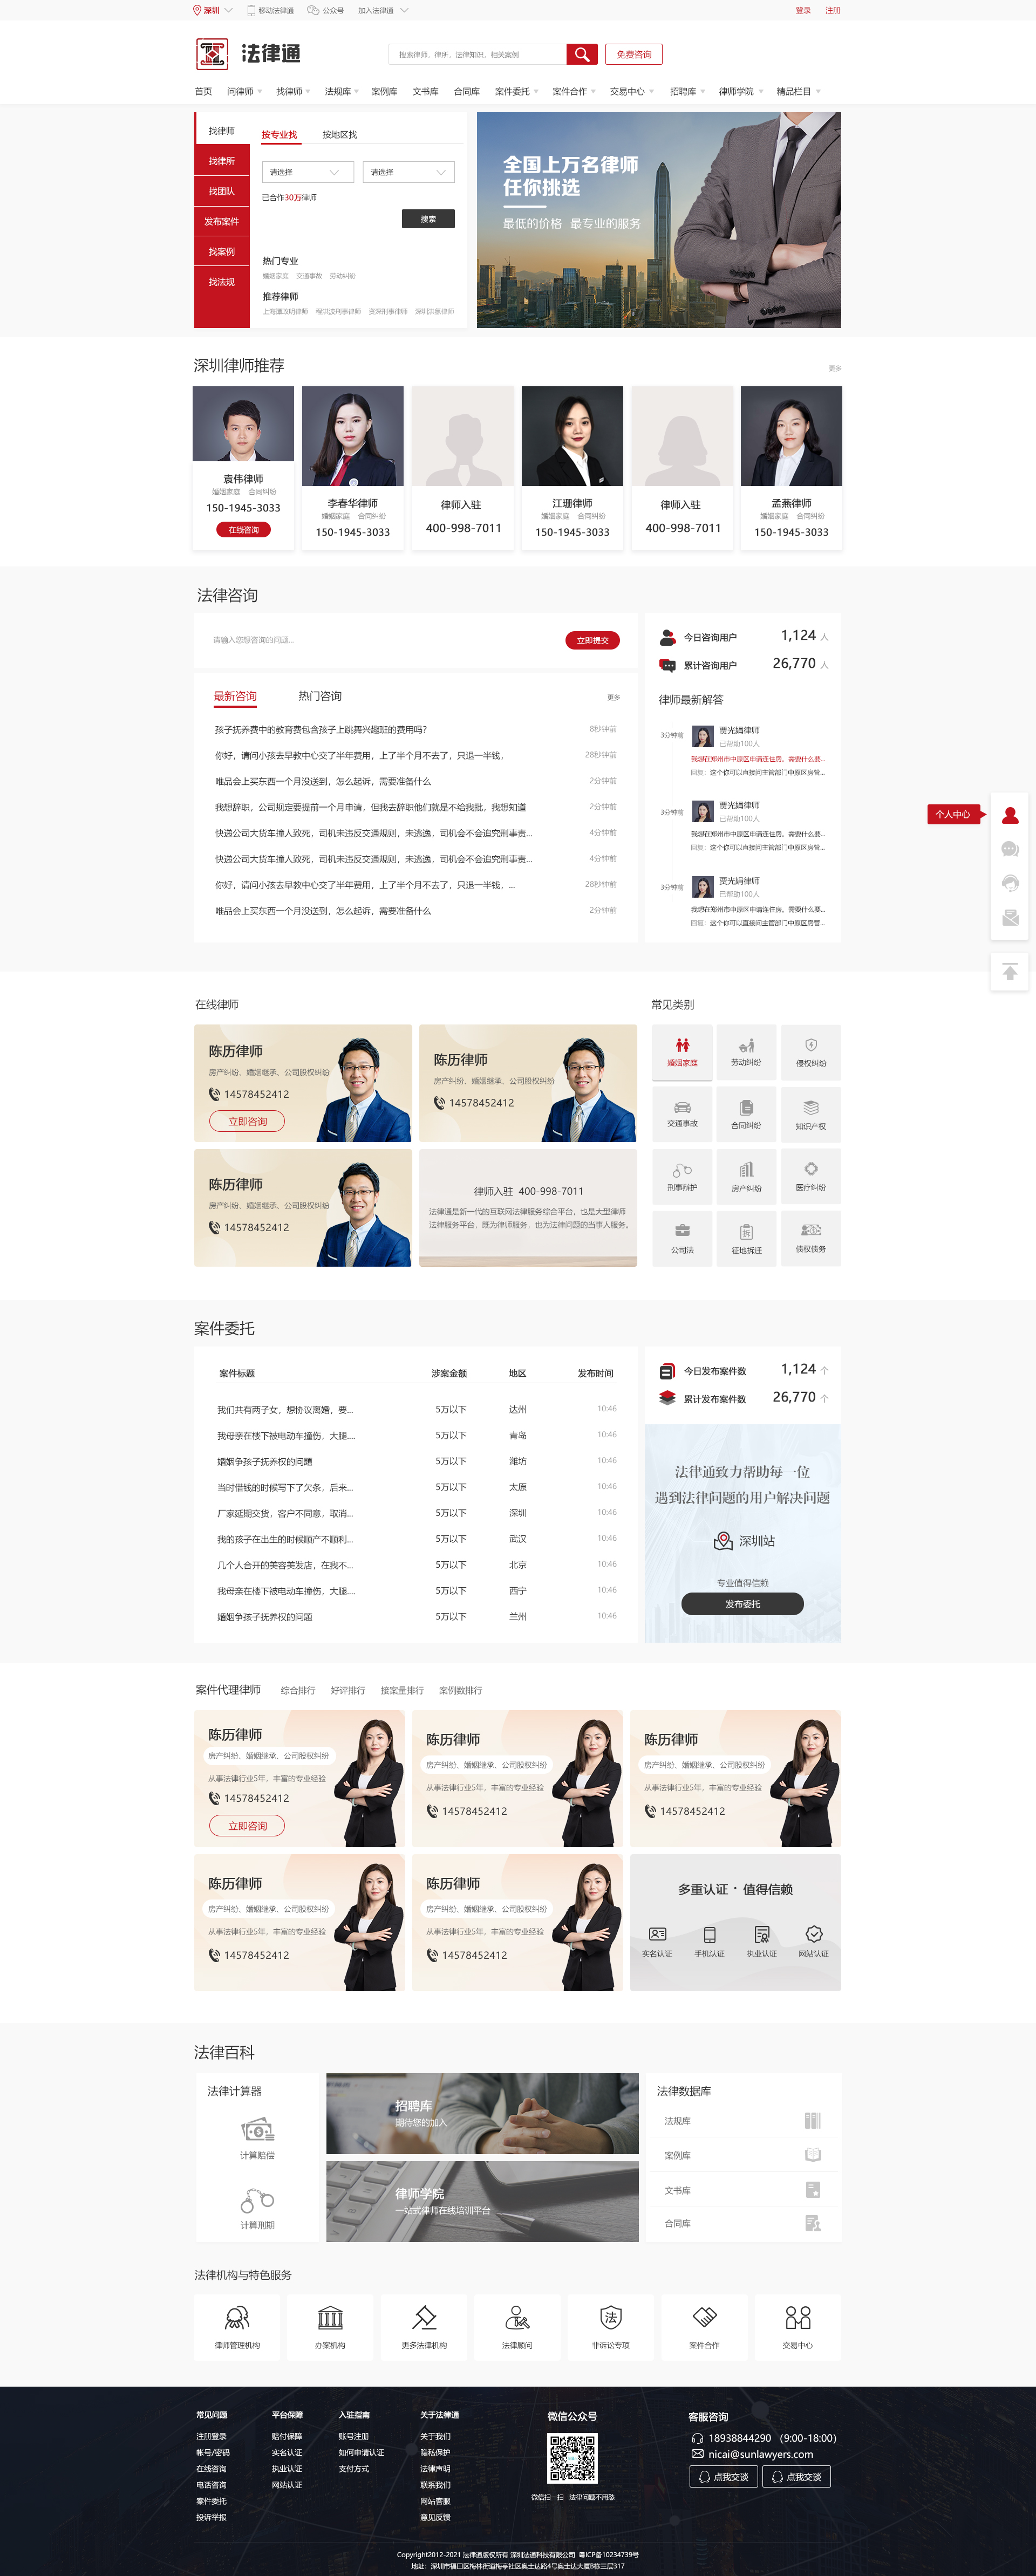 深圳 移动法律通 公众号 加入法律通 登录 注册
法律通 搜索律师，律所，法律知识，相关案例 免费咨询
首页 问律师 找律师 法规库 案例库 文书库 合同库 案件委托 案件合作 交易中心 招聘库 律师学院 精品栏目
找律师
找律所
找团队
发布案件
找案例
找法规
按专业找 按地区找
请选择 请选择
已合作30万律师
搜索
热门专业
婚姻家庭 交通事故 劳动纠纷
推荐律师
程洪波刑事律师 资深刑事律师 深圳洪凯律师
全国上万名律师
任你挑选
最低的价格 最专业的服务
深圳律师推荐 更多
袁伟律师
婚姻家庭 合同纠纷
150-1945-3033
在线咨询
李春华律师
婚姻家庭 合同纠纷
150-1945-3033
律师入驻
400-998-7011
江珊律师
婚姻家庭 合同纠纷
150-1945-3033
律师入驻
400-998-7011
孟燕律师
婚姻家庭 合同纠纷
150-1945-3033
法律咨询
请输入您想咨询的问题... 立即提交
最新咨询 热门咨询 更多
孩子抚养费中的教育费包含孩子上跳舞兴趣班的费用吗？ 8秒钟前
你好，请问小孩去早教中心交了半年费用，上了半个月不去了，只退一半钱， 28秒钟前
唯品会上买东西一个月没送到，怎么起诉，需要准备什么 2分钟前
我想辞职，公司规定要提前一个月申请，但我去辞职他们就是不给我批，我想知道 2分钟前
快递公司大货车撞人致死，司机未违反交通规则，未逃逸，司机会不会追究刑事责... 4分钟前
快递公司大货车撞人致死，司机未违反交通规则，未逃逸，司机会不会追究刑事责... 4分钟前
你好，请问小孩去早教中心交了半年费用，上了半个月不去了，只退一半钱，... 28秒钟前
唯品会上买东西一个月没送到，怎么起诉，需要准备什么 2分钟前
今日咨询用户 1,124 人
累计咨询用户 26,770 人
律师最新解答
3分钟前 贾光娟律师
已帮助100人
我想在郑州市中原区申请连住房，需要什么要...
回复：这个你可以直接问主管部门中原区房管...
3分钟前 贾光娟律师
已帮助100人
我想在郑州市中原区申请连住房，需要什么要...
回复：这个你可以直接问主管部门中原区房管...
3分钟前 贾光娟律师
已帮助100人
我想在郑州市中原区申请连住房，需要什么要...
回复：这个你可以直接问主管部门中原区房管...
个人中心
在线律师
陈历律师
房产纠纷、婚姻继承、公司股权纠纷
14578452412
立即咨询
陈历律师
房产纠纷、婚姻继承、公司股权纠纷
14578452412
陈历律师
房产纠纷、婚姻继承、公司股权纠纷
14578452412
律师入驻 400-998-7011
法律通是新一代的互联网法律服务综合平台，也是大型律师
法律服务平台，既为律师服务，也为法律问题的当事人服务。
常见类别
婚姻家庭 劳动纠纷 侵权纠纷
交通事故 合同纠纷 知识产权
刑事辩护 房产纠纷 医疗纠纷
拆
公司法 征地拆迁 债权债务
案件委托
案件标题 涉案金额 地区 发布时间
我们共有两子女，想协议离婚，要... 5万以下 达州 10:46
我母亲在楼下被电动车撞伤，大腿.... 5万以下 青岛 10:46
婚姻争孩子抚养权的问题 5万以下 潍坊 10:46
当时借钱的时候写下了欠条，后来... 5万以下 太原 10:46
厂家延期交货，客户不同意，取消... 5万以下 深圳 10:46
我的孩子在出生的时候顺产不顺利... 5万以下 武汉 10:46
几个人合开的美容美发店，在我不... 5万以下 北京 10:46
我母亲在楼下被电动车撞伤，大腿.... 5万以下 西宁 10:46
婚姻争孩子抚养权的问题 5万以下 兰州 10:46
今日发布案件数 1,124 个
累计发布案件数 26,770 个
法律通致力帮助每一位
遇到法律问题的用户解决问题
深圳站
专业值得信赖
发布委托
案件代理律师 综合排行 好评排行 接案量排行 案例数排行
陈历律师
房产纠纷、婚姻继承、公司股权纠纷
从事法律行业5年，丰富的专业经验
14578452412
立即咨询
陈历律师
房产纠纷、婚姻继承、公司股权纠纷
从事法律行业5年，丰富的专业经验
14578452412
陈历律师
房产纠纷、婚姻继承、公司股权纠纷
从事法律行业5年，丰富的专业经验
14578452412
陈历律师
房产纠纷、婚姻继承、公司股权纠纷
从事法律行业5年，丰富的专业经验
14578452412
陈历律师
房产纠纷、婚姻继承、公司股权纠纷
从事法律行业5年，丰富的专业经验
14578452412
多重认证 · 值得信赖
实名认证 手机认证 执业认证 网站认证
法律百科
法律计算器
计算赔偿
计算刑期
招聘库
期待您的加入
律师学院
一站式律师在线培训平台
法律数据库
法规库
案例库
文书库
合同库
法律机构与特色服务
法
律师管理机构 办案机构 更多法律机构 法律顾问 非诉讼专项 案件合作 交易中心
常见问题
注册登录
帐号/密码
在线咨询
电话咨询
案件委托
投诉举报
平台保障
赔付保障
实名认证
执业认证
网站认证
入驻指南
账号注册
如何申请认证
支付方式
关于法律通
关于我们
隐私保护
法律声明
联系我们
网站客服
意见反馈
微信公众号
微信扫一扫 法律问题不用愁
客服咨询
18938844290 （9:00-18:00）
nicai@sunlawyers.com
点我交谈 点我交谈
Copyright2012-2021 法律通版权所有 深圳法通科技有限公司 粤ICP备10234739号
地址：深圳市福田区梅林街道梅亭社区奥士达路4号奥士达大厦B栋三层317